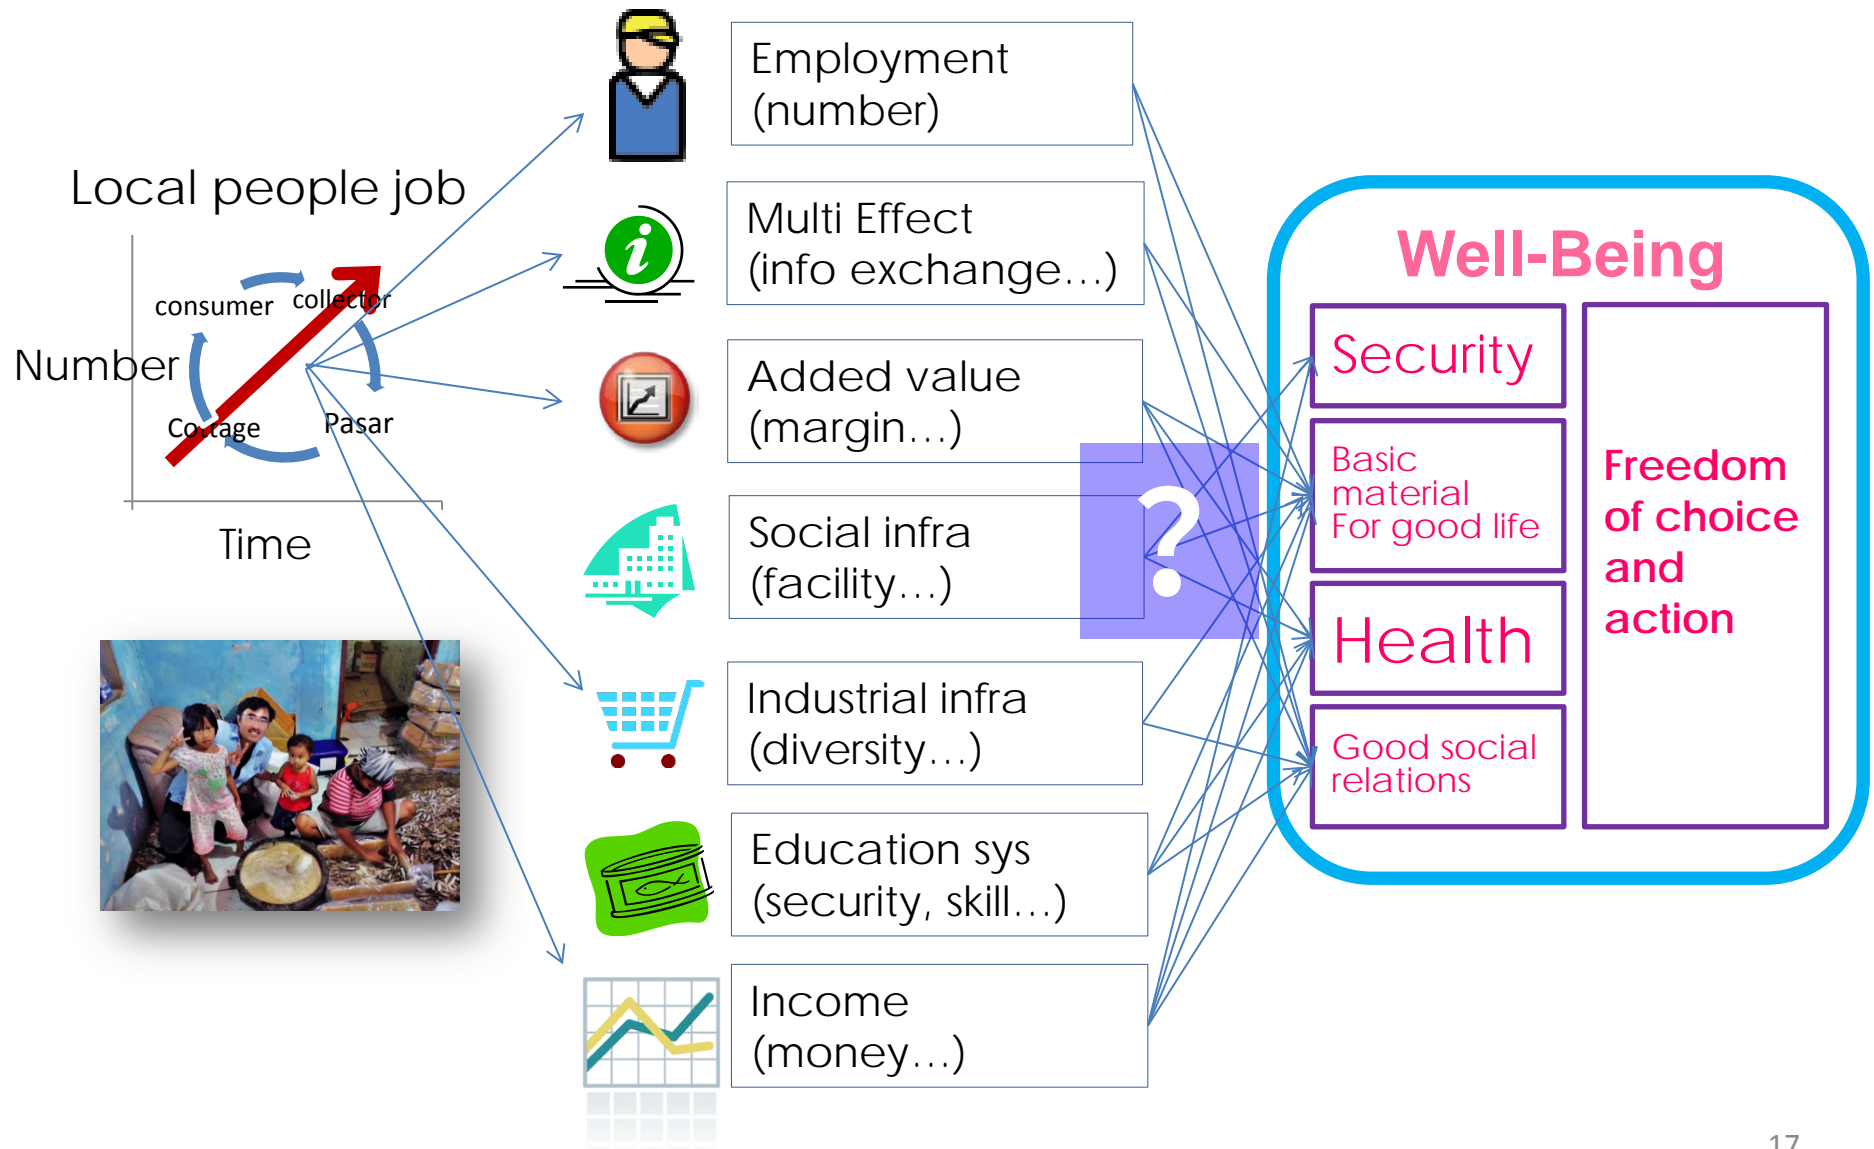 Local people job
consumer
collector
Number
Cottage
Pasar
Time
Employment
(number)
Multi Effect
(info exchange...)
Added value
(margin...)
Social infra
(facility...)
Industrial infra
(diversity...)
Education sys
(security, skill...)
Income
(money...)
?
Well-Being
Security
Basic
material
For good life
Health
Good social
relations
Freedom
of choice
and
action
17